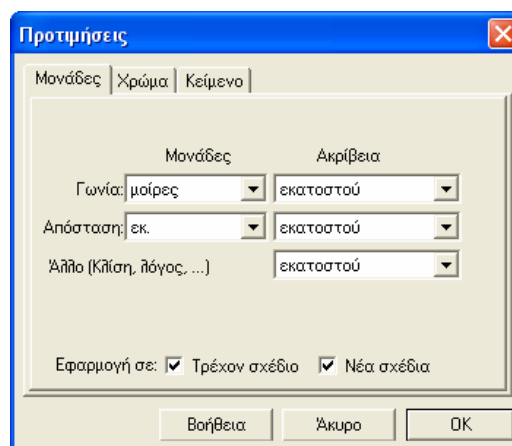 Προτιμήσεις
Μονάδες Χρώμα Κείμενο
Μονάδες Ακρίβεια
Γωνία: μοίρες εκατοστού
Απόσταση: εκ. εκατοστού
Άλλο (Κλίση, λόγος, ...) εκατοστού
Εφαρμογή σε: Τρέχον σχέδιο Νέα σχέδια
Βοήθεια Άκυρο OK